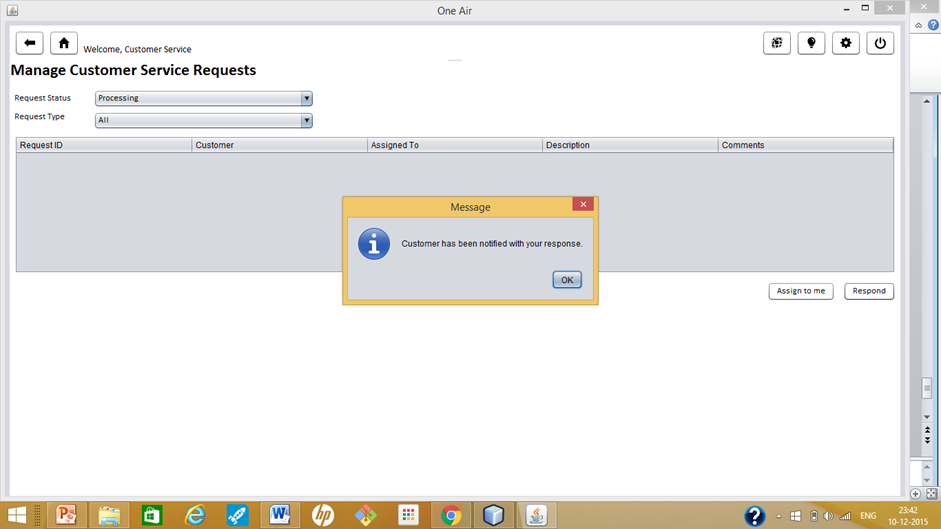 One Air
Welcome, Customer Service
Manage Customer Service Requests
Request Status
Processing
Request Type
All
Request ID Customer Assigned To Description Comments
Message
Customer has been notified with your response.
OK
Assign to me Respond
ENG
23:42
10-12-2015